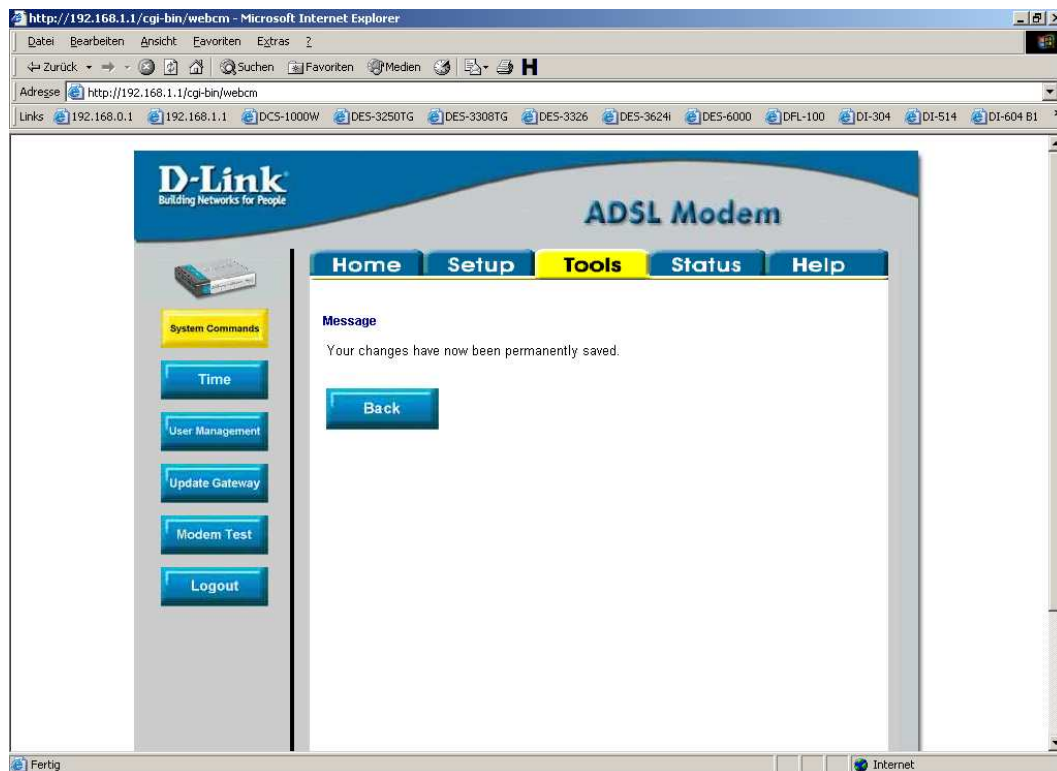 http://192.168.1.1/cgi-bin/webcm - Microsoft Internet Explorer
Datei Bearbeiten Ansicht Favoriten Extras ?
Zurück Suchen Favoriten Medien H
Adresse http://192.168.1.1/cgi-bin/webcm
Links 192.168.0.1 192.168.1.1 DCS-1000W DES-3250TG DES-3308TG DES-3326 DES-3624i DES-6000 DFL-100 DI-304 DI-514 DI-604 B1
D-Link
Building Networks for People
ADSL Modem
Home Setup Tools Status Help
System Commands
Time
User Management
Update Gateway
Modem Test
Logout
Message
Your changes have now been permanently saved.
Back
Fertig Internet